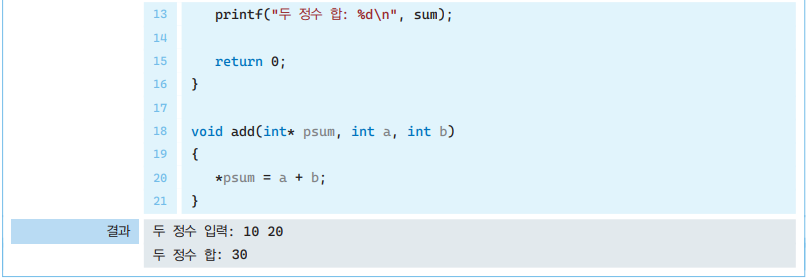 13 printf("두 정수 합: %d\n", sum);
14
15 return 0;
16 }
17
18 void add(int* psum, int a, int b)
19 {
20 *psum = a + b;
21 }
결과 두 정수 입력: 10 20
두 정수 합: 30